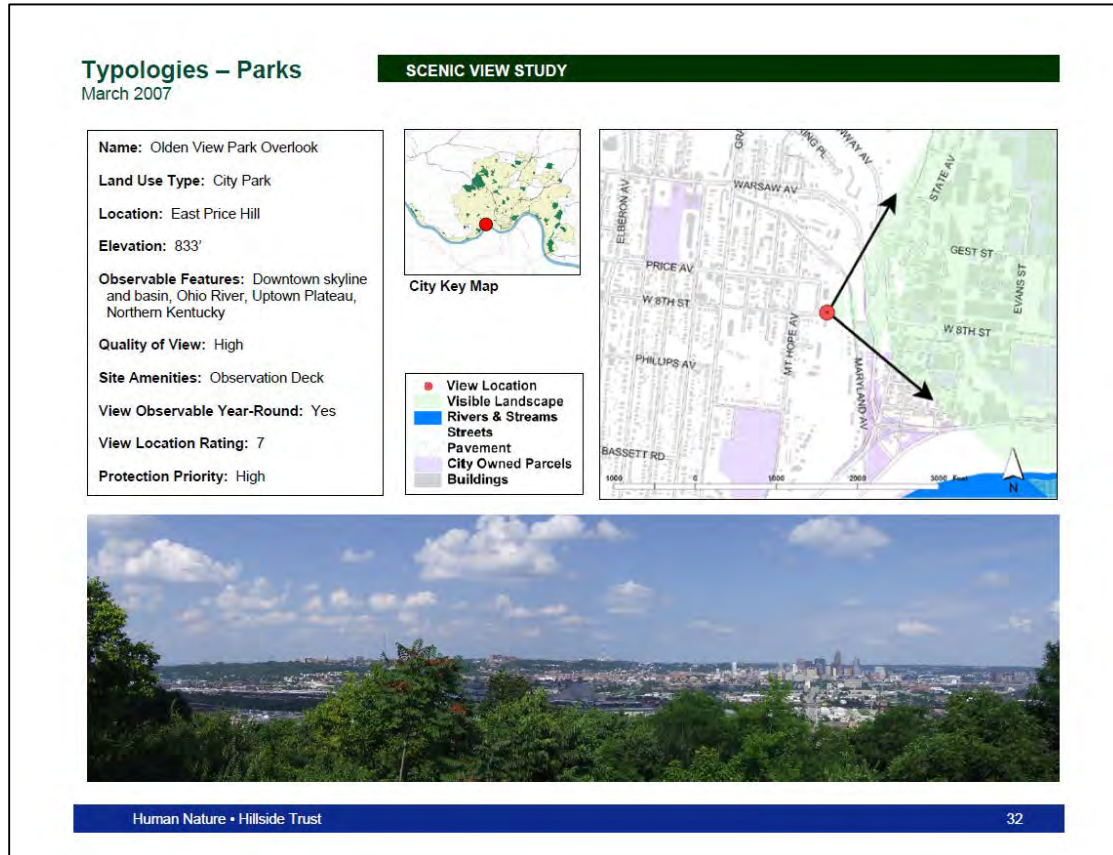 Typologies – Parks
March 2007
SCENIC VIEW STUDY
Name: Olden View Park Overlook
Land Use Type: City Park
Location: East Price Hill
Elevation: 833'
Observable Features: Downtown skyline
and basin, Ohio River, Uptown Plateau,
Northern Kentucky
Quality of View: High
Site Amenities: Observation Deck
View Observable Year-Round: Yes
View Location Rating: 7
Protection Priority: High
City Key Map
View Location
Visible Landscape
Rivers & Streams
Streets
Pavement
City Owned Parcels
Buildings
WARSAW AV
STATE AV
ELBERON AV
GEST ST
EVANS ST
PRICE AV
W 8TH ST
W 8TH ST
MT HOPE AV
PHILLIPS AV
MARYLAND AV
BASSETT RD
1000 0 1000 2000 3000 Feet
N
Human Nature • Hillside Trust
32